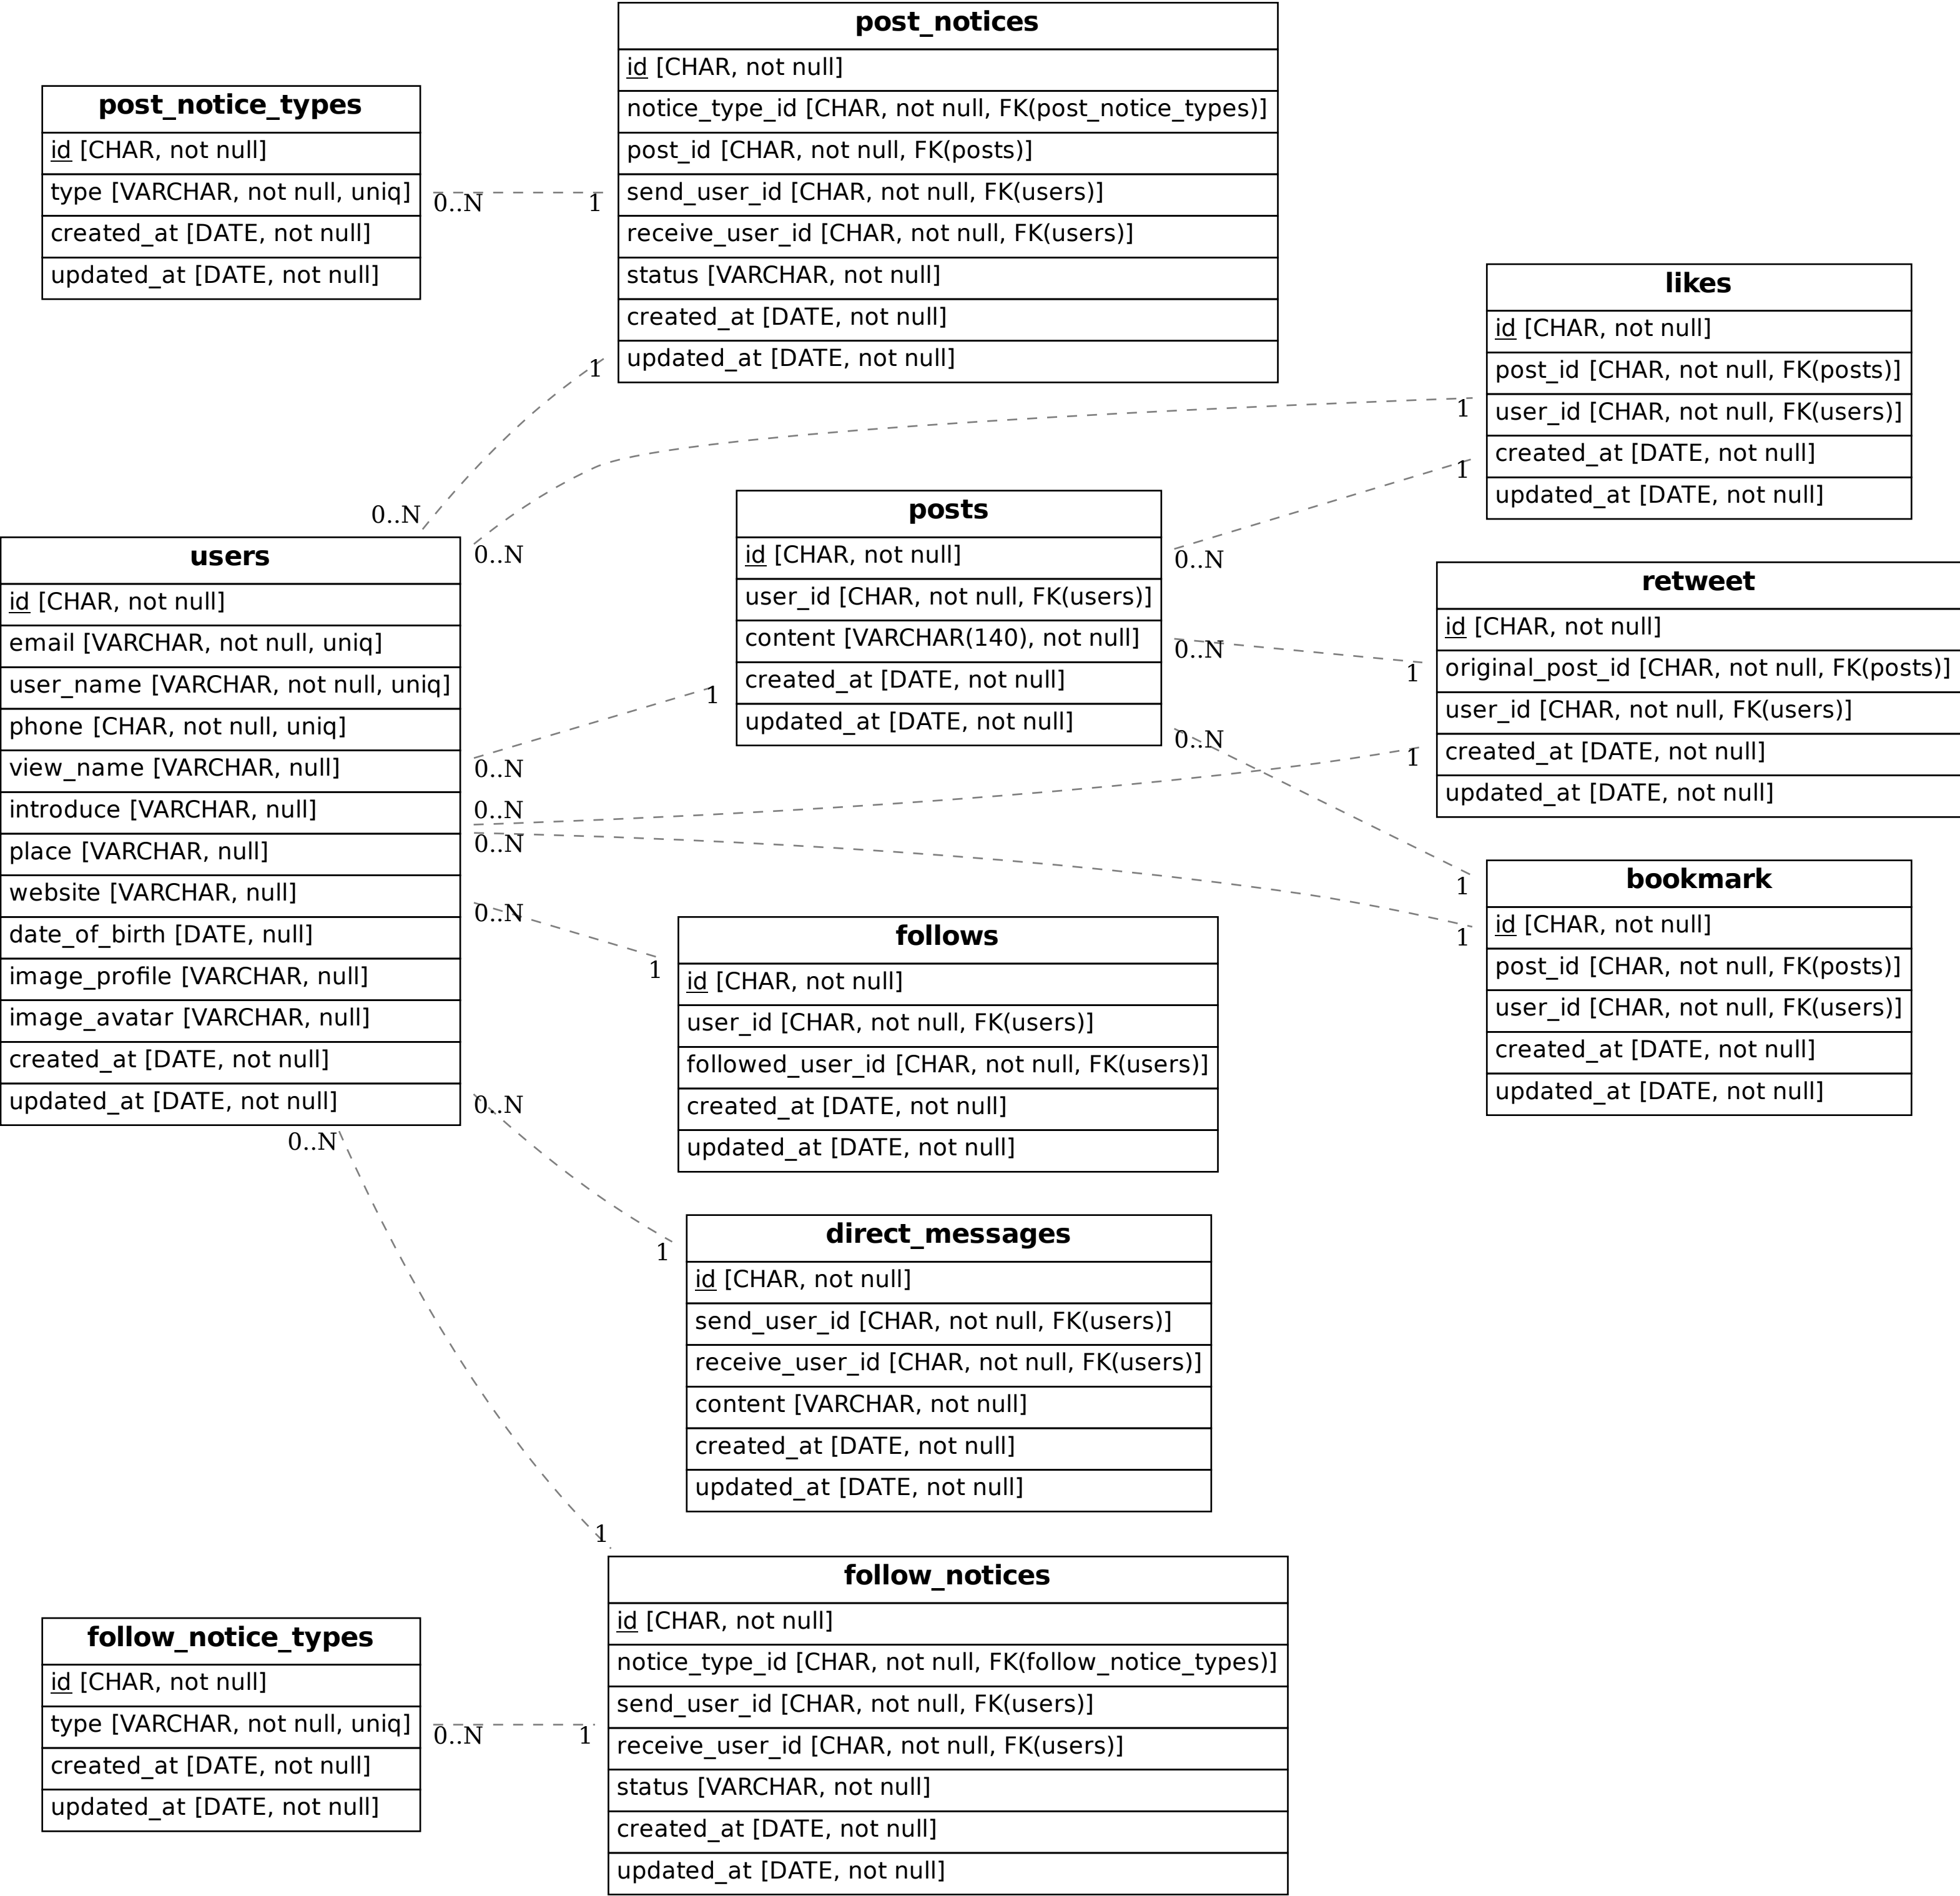 post_notices
id [CHAR, not null]
notice_type_id [CHAR, not null, FK(post_notice_types)]
post_id [CHAR, not null, FK(posts)]
send_user_id [CHAR, not null, FK(users)]
receive_user_id [CHAR, not null, FK(users)]
status [VARCHAR, not null]
created_at [DATE, not null]
updated_at [DATE, not null]
post_notice_types
id [CHAR, not null]
type [VARCHAR, not null, uniq]
created_at [DATE, not null]
updated_at [DATE, not null]
0..N
1
1
0..N
likes
id [CHAR, not null]
post_id [CHAR, not null, FK(posts)]
user_id [CHAR, not null, FK(users)]
created_at [DATE, not null]
updated_at [DATE, not null]
1
0..N
1
0..N
posts
id [CHAR, not null]
user_id [CHAR, not null, FK(users)]
content [VARCHAR(140), not null]
created_at [DATE, not null]
updated_at [DATE, not null]
users
id [CHAR, not null]
email [VARCHAR, not null, uniq]
user_name [VARCHAR, not null, uniq]
phone [CHAR, not null, uniq]
view_name [VARCHAR, null]
introduce [VARCHAR, null]
place [VARCHAR, null]
website [VARCHAR, null]
date_of_birth [DATE, null]
image_profile [VARCHAR, null]
image_avatar [VARCHAR, null]
created_at [DATE, not null]
updated_at [DATE, not null]
retweet
id [CHAR, not null]
original_post_id [CHAR, not null, FK(posts)]
user_id [CHAR, not null, FK(users)]
created_at [DATE, not null]
updated_at [DATE, not null]
0..N
1
1
0..N
0..N
1
0..N
1
0..N
1
bookmark
id [CHAR, not null]
post_id [CHAR, not null, FK(posts)]
user_id [CHAR, not null, FK(users)]
created_at [DATE, not null]
updated_at [DATE, not null]
0..N
1
follows
id [CHAR, not null]
user_id [CHAR, not null, FK(users)]
followed_user_id [CHAR, not null, FK(users)]
created_at [DATE, not null]
updated_at [DATE, not null]
0..N
1
direct_messages
id [CHAR, not null]
send_user_id [CHAR, not null, FK(users)]
receive_user_id [CHAR, not null, FK(users)]
content [VARCHAR, not null]
created_at [DATE, not null]
updated_at [DATE, not null]
0..N
1
follow_notices
id [CHAR, not null]
notice_type_id [CHAR, not null, FK(follow_notice_types)]
send_user_id [CHAR, not null, FK(users)]
receive_user_id [CHAR, not null, FK(users)]
status [VARCHAR, not null]
created_at [DATE, not null]
updated_at [DATE, not null]
follow_notice_types
id [CHAR, not null]
type [VARCHAR, not null, uniq]
created_at [DATE, not null]
updated_at [DATE, not null]
0..N
1